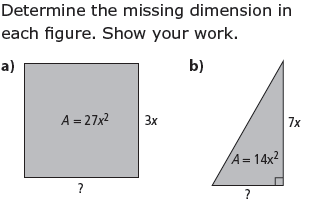 Determine the missing dimension in
each figure. Show your work.
a)
b)
A = 27x²
3x
?
7x
A = 14x²
?